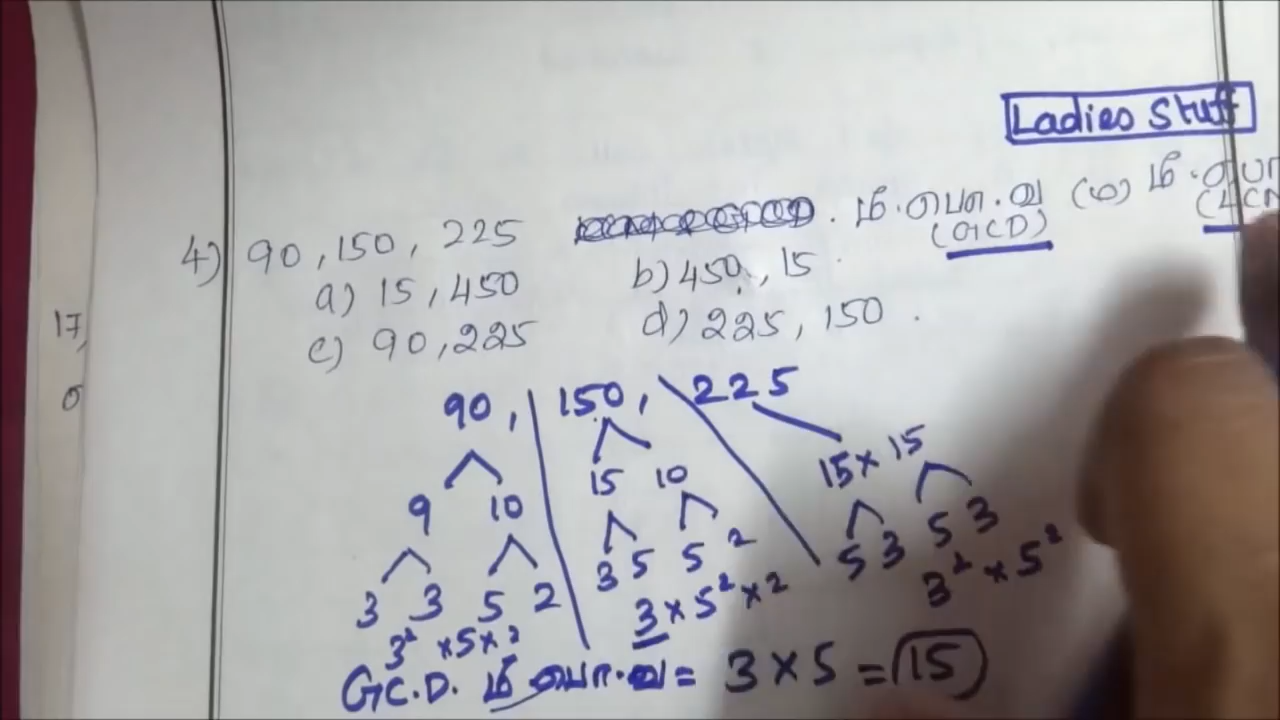 Ladies Stuff
4) 90, 150, 225 . மீ.பொ.வ (ம) மீ.
(GCD)
a) 15, 450 b) 450, 15
c) 90, 225 d) 225, 150 .
17,
90, 150, 225
15 x 15
9 10 15 10
3 3 5 2 3 5 5 2 5 3 5 3
3² x 5 x 2 3 x 5² x 2 3² x 5²
G.C.D. மீ பொ.வ = 3 x 5 = 15